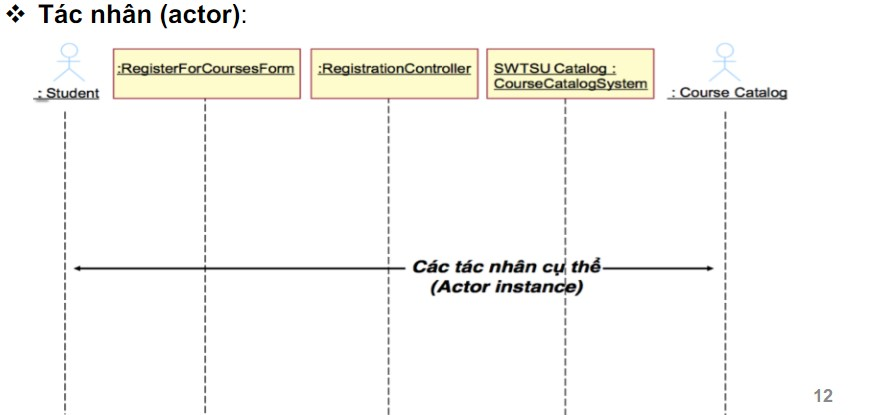 ❖ Tác nhân (actor):
:RegisterForCoursesForm
:RegistrationController
SWTSU Catalog :
CourseCatalogSystem
: Student
: Course Catalog
Các tác nhân cụ thể
(Actor instance)
12